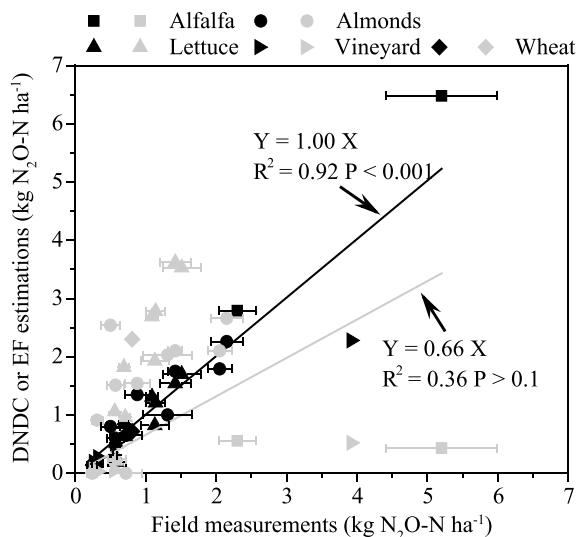 Alfalfa Almonds
Lettuce Vineyard Wheat
7
6
5
4
3
2
1
0
DNDC or EF estimations (kg N₂O-N ha⁻¹)
Y = 1.00 X
R² = 0.92 P < 0.001
Y = 0.66 X
R² = 0.36 P > 0.1
0 1 2 3 4 5 6 7
Field measurements (kg N₂O-N ha⁻¹)